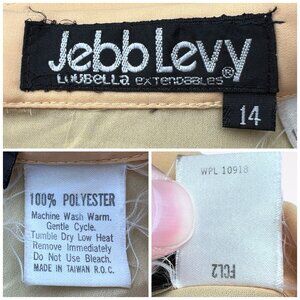 Jebb Levy
LOUBELLA EXTENDABLES®
14
100% POLYESTER
Machine Wash Warm.
Gentle Cycle.
Tumble Dry Low Heat
Remove Immediately
Do Not Use Bleach.
MADE IN TAIWAN R.O.C.
WPL 10918
FCL2